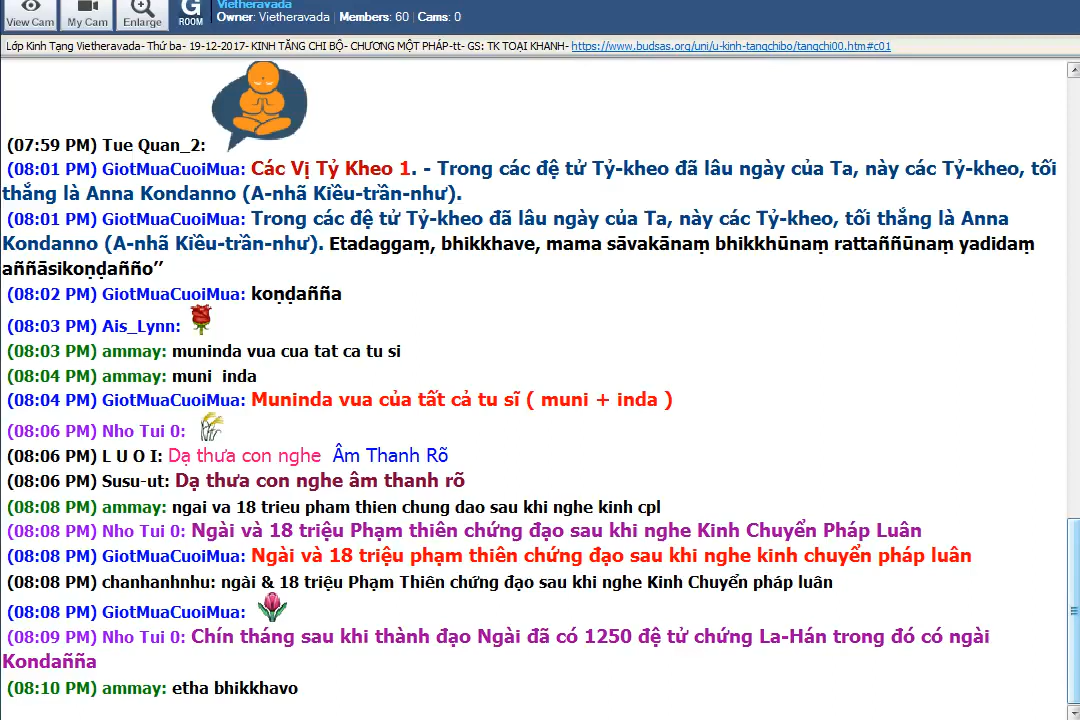 Vietheravada
View Cam My Cam Enlarge G ROOM Owner: Vietheravada | Members: 60 | Cams: 0
Lớp Kinh Tạng Vietheravada- Thứ ba- 19-12-2017- KINH TĂNG CHI BỘ- CHƯƠNG MỘT PHÁP-tt- GS: TK TOẠI KHANH- https://www.budsas.org/uni/u-kinh-tangchibo/tangchi00.htm#c01
(07:59 PM) Tue Quan_2:
(08:01 PM) GiotMuaCuoiMua: Các Vị Tỷ Kheo 1. - Trong các đệ tử Tỷ-kheo đã lâu ngày của Ta, này các Tỷ-kheo, tối
thắng là Anna Kondanno (A-nhã Kiều-trần-như).
(08:01 PM) GiotMuaCuoiMua: Trong các đệ tử Tỷ-kheo đã lâu ngày của Ta, này các Tỷ-kheo, tối thắng là Anna
Kondanno (A-nhã Kiều-trần-như). Etadaggaṃ, bhikkhave, mama sāvakānaṃ bhikkhūnaṃ rattaññūnaṃ yadidaṃ
aññāsikoṇḍañño’’
(08:02 PM) GiotMuaCuoiMua: koṇḍañña
(08:03 PM) Ais_Lynn:
(08:03 PM) ammay: muninda vua cua tat ca tu si
(08:04 PM) ammay: muni  inda
(08:04 PM) GiotMuaCuoiMua: Muninda vua của tất cả tu sĩ ( muni + inda )
(08:06 PM) Nho Tui 0:
(08:06 PM) L U O I: Dạ thưa con nghe  Âm Thanh Rõ
(08:06 PM) Susu-ut: Dạ thưa con nghe âm thanh rõ
(08:08 PM) ammay: ngai va 18 trieu pham thien chung dao sau khi nghe kinh cpl
(08:08 PM) Nho Tui 0: Ngài và 18 triệu Phạm thiên chứng đạo sau khi nghe Kinh Chuyển Pháp Luân
(08:08 PM) GiotMuaCuoiMua: Ngài và 18 triệu phạm thiên chứng đạo sau khi nghe kinh chuyển pháp luân
(08:08 PM) chanhanhnhu: ngài & 18 triệu Phạm Thiên chứng đạo sau khi nghe Kinh Chuyển pháp luân
(08:08 PM) GiotMuaCuoiMua:
(08:09 PM) Nho Tui 0: Chín tháng sau khi thành đạo Ngài đã có 1250 đệ tử chứng La-Hán trong đó có ngài
Kondañña
(08:10 PM) ammay: etha bhikkhavo